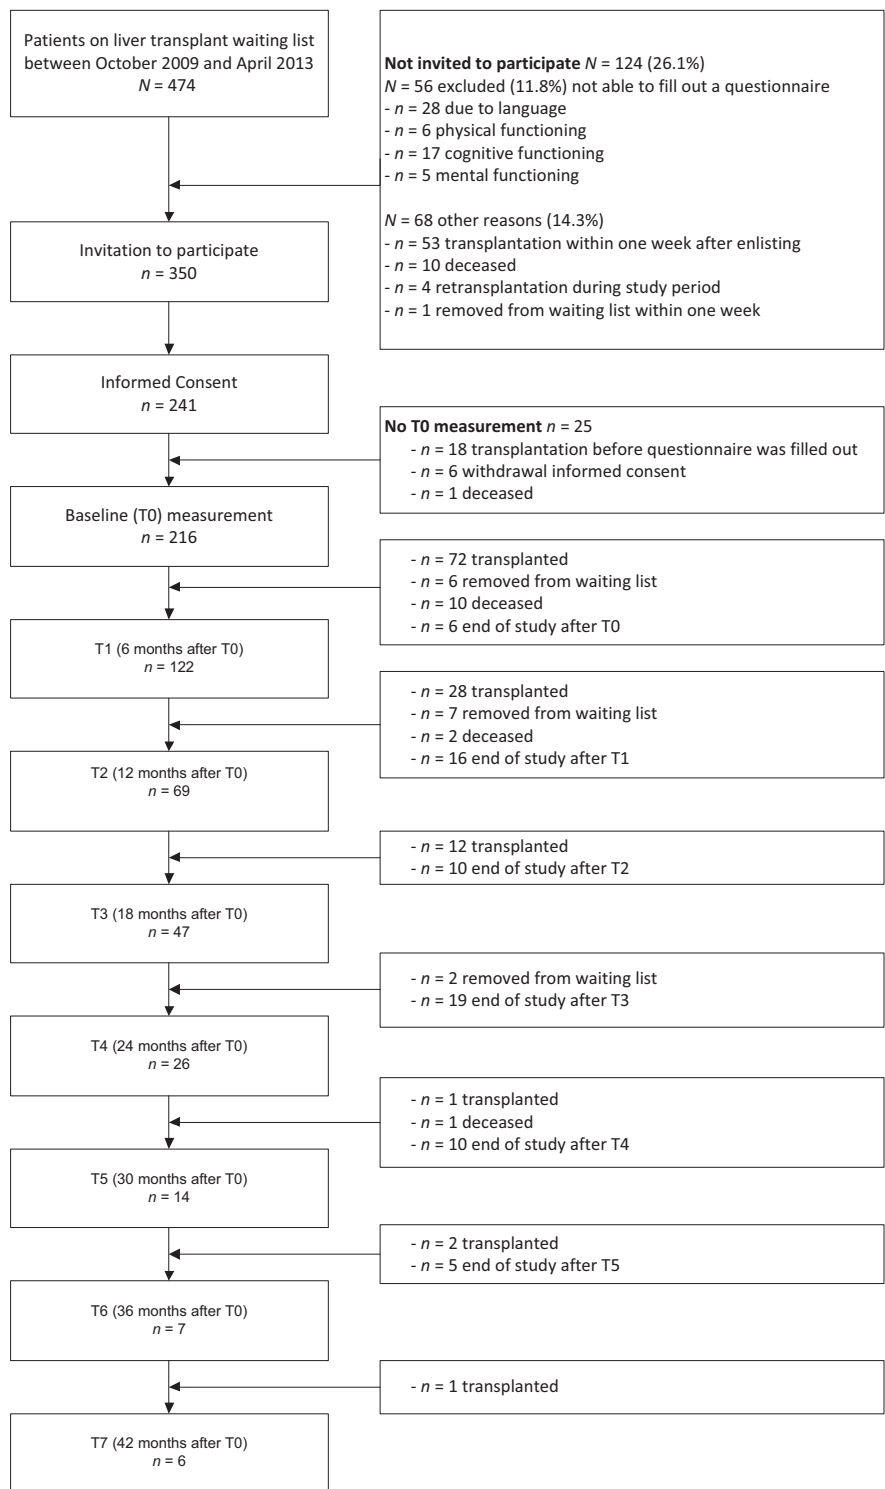 Patients on liver transplant waiting list
between October 2009 and April 2013
N = 474
Not invited to participate N = 124 (26.1%)
N = 56 excluded (11.8%) not able to fill out a questionnaire
- n = 28 due to language
- n = 6 physical functioning
- n = 17 cognitive functioning
- n = 5 mental functioning
N = 68 other reasons (14.3%)
- n = 53 transplantation within one week after enlisting
- n = 10 deceased
- n = 4 retransplantation during study period
- n = 1 removed from waiting list within one week
Invitation to participate
n = 350
Informed Consent
n = 241
No T0 measurement n = 25
- n = 18 transplantation before questionnaire was filled out
- n = 6 withdrawal informed consent
- n = 1 deceased
Baseline (T0) measurement
n = 216
- n = 72 transplanted
- n = 6 removed from waiting list
- n = 10 deceased
- n = 6 end of study after T0
T1 (6 months after T0)
n = 122
- n = 28 transplanted
- n = 7 removed from waiting list
- n = 2 deceased
- n = 16 end of study after T1
T2 (12 months after T0)
n = 69
- n = 12 transplanted
- n = 10 end of study after T2
T3 (18 months after T0)
n = 47
- n = 2 removed from waiting list
- n = 19 end of study after T3
T4 (24 months after T0)
n = 26
- n = 1 transplanted
- n = 1 deceased
- n = 10 end of study after T4
T5 (30 months after T0)
n = 14
- n = 2 transplanted
- n = 5 end of study after T5
T6 (36 months after T0)
n = 7
- n = 1 transplanted
T7 (42 months after T0)
n = 6